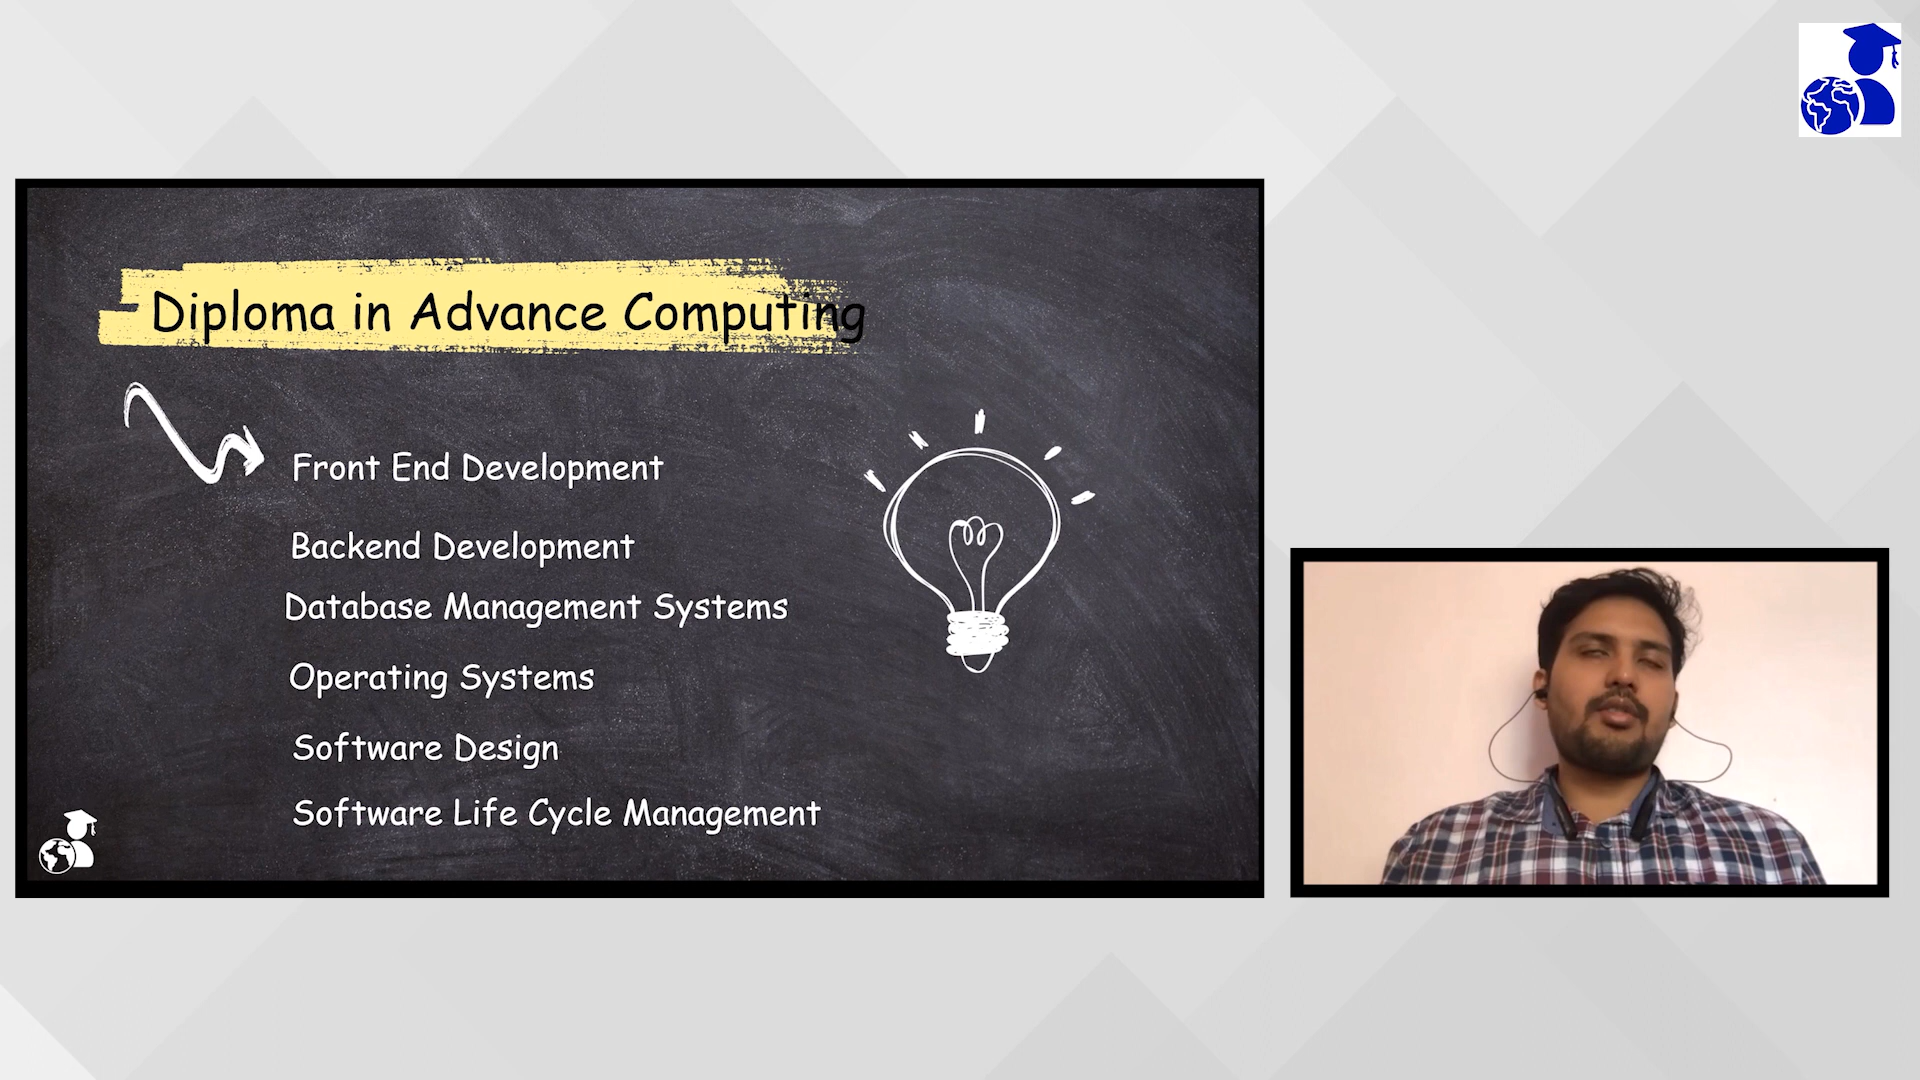 Diploma in Advance Computing
Front End Development
Backend Development
Database Management Systems
Operating Systems
Software Design
Software Life Cycle Management